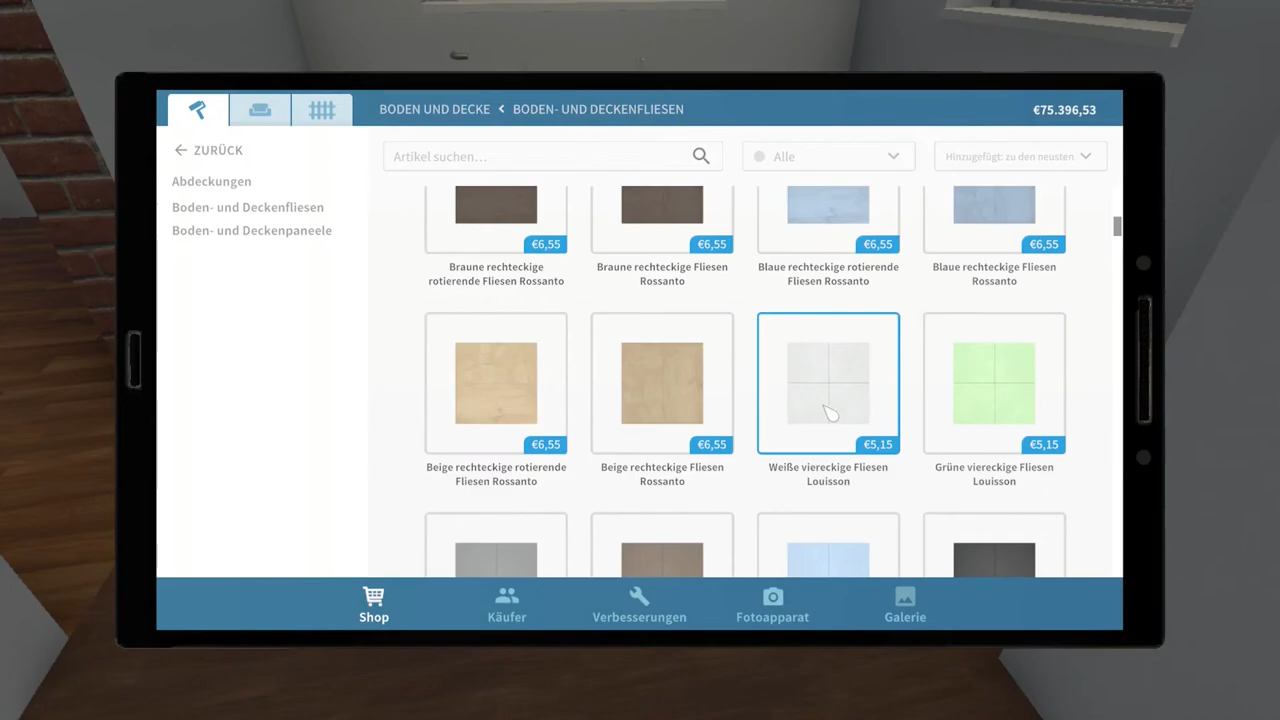 BODEN UND DECKE < BODEN- UND DECKENFLIESEN
€75.396,53
ZURÜCK
Abdeckungen
Boden- und Deckenfliesen
Boden- und Deckenpaneele
Artikel suchen...
Alle
Hinzugefügt: zu den neusten
€6,55
€6,55
€6,55
€6,55
Braune rechteckige
rotierende Fliesen Rossanto
Braune rechteckige Fliesen
Rossanto
Blaue rechteckige rotierende
Fliesen Rossanto
Blaue rechteckige Fliesen
Rossanto
€6,55
€6,55
€5,15
€5,15
Beige rechteckige rotierende
Fliesen Rossanto
Beige rechteckige Fliesen
Rossanto
Weiße viereckige Fliesen
Louisson
Grüne viereckige Fliesen
Louisson
Shop
Käufer
Verbesserungen
Fotoapparat
Galerie